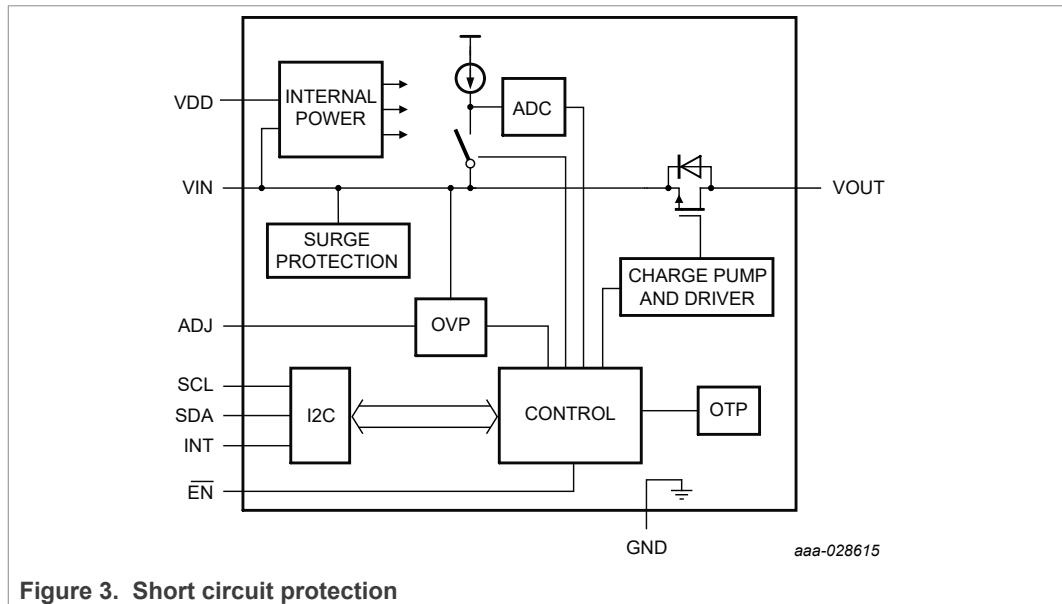 INTERNAL
POWER
ADC
VDD
VIN
VOUT
SURGE
PROTECTION
CHARGE PUMP
AND DRIVER
ADJ
OVP
SCL
SDA
INT
I2C
CONTROL
OTP
EN
GND
aaa-028615
Figure 3. Short circuit protection